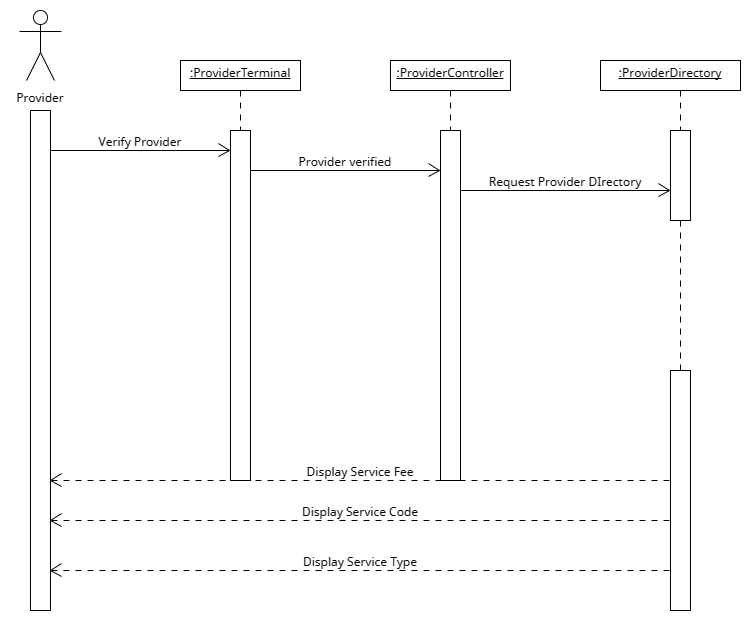 Provider
:ProviderTerminal
:ProviderController
:ProviderDirectory
Verify Provider
Provider verified
Request Provider DIrectory
Display Service Fee
Display Service Code
Display Service Type